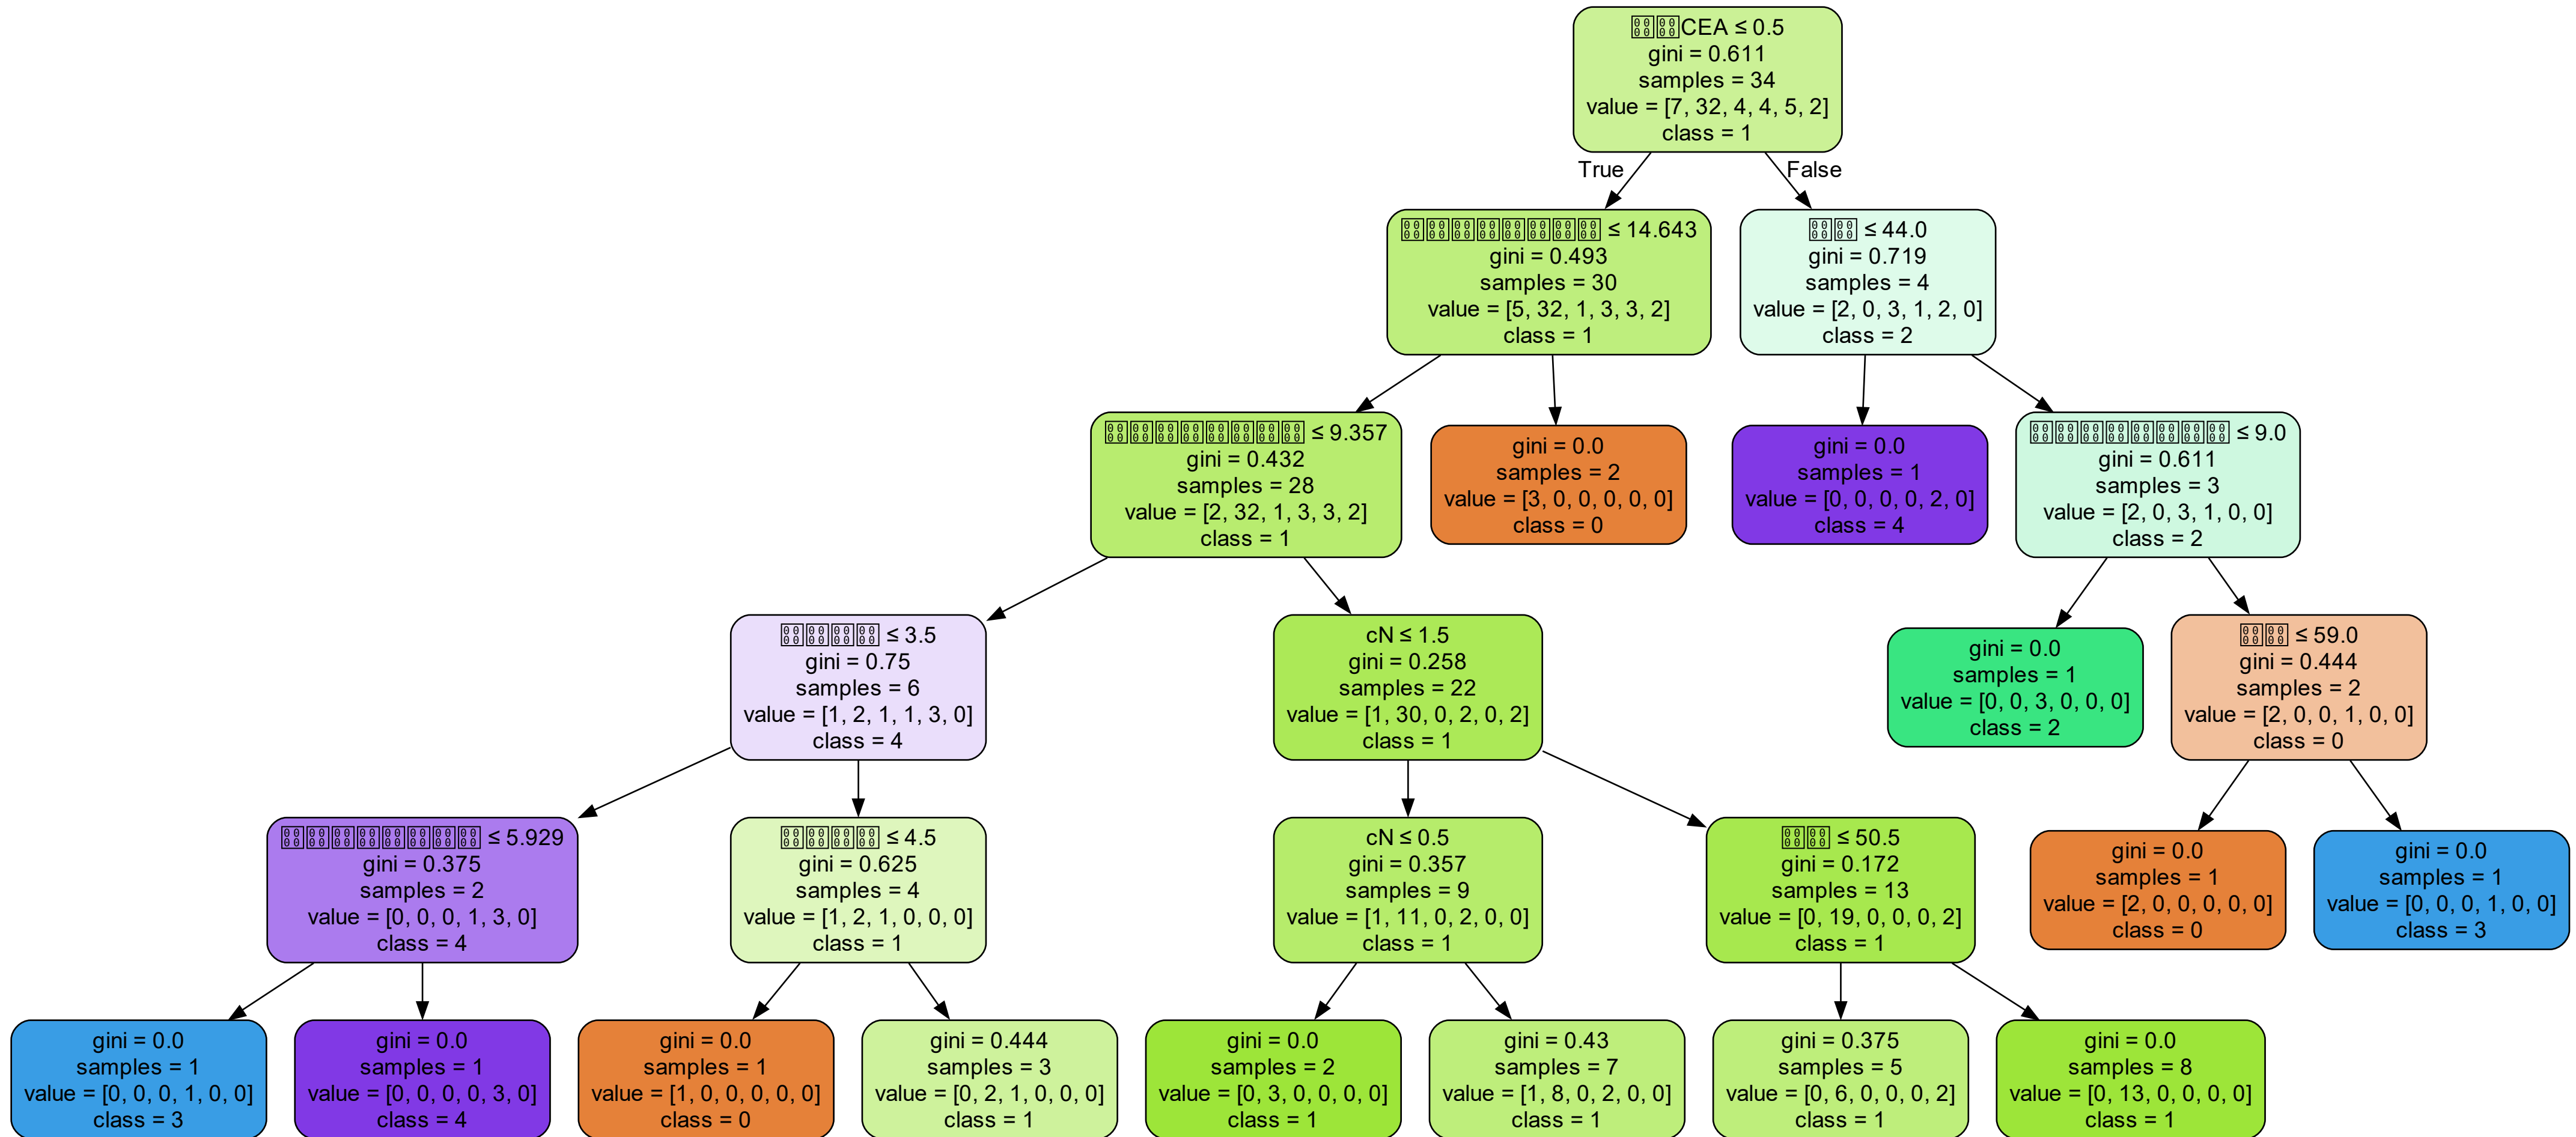 CEA ≤ 0.5
gini = 0.611
samples = 34
value = [7, 32, 4, 4, 5, 2]
class = 1
True
False
≤ 14.643
gini = 0.493
samples = 30
value = [5, 32, 1, 3, 3, 2]
class = 1
≤ 44.0
gini = 0.719
samples = 4
value = [2, 0, 3, 1, 2, 0]
class = 2
≤ 9.357
gini = 0.432
samples = 28
value = [2, 32, 1, 3, 3, 2]
class = 1
gini = 0.0
samples = 2
value = [3, 0, 0, 0, 0, 0]
class = 0
gini = 0.0
samples = 1
value = [0, 0, 0, 0, 2, 0]
class = 4
≤ 9.0
gini = 0.611
samples = 3
value = [2, 0, 3, 1, 0, 0]
class = 2
≤ 3.5
gini = 0.75
samples = 6
value = [1, 2, 1, 1, 3, 0]
class = 4
cN ≤ 1.5
gini = 0.258
samples = 22
value = [1, 30, 0, 2, 0, 2]
class = 1
gini = 0.0
samples = 1
value = [0, 0, 3, 0, 0, 0]
class = 2
≤ 59.0
gini = 0.444
samples = 2
value = [2, 0, 0, 1, 0, 0]
class = 0
≤ 5.929
gini = 0.375
samples = 2
value = [0, 0, 0, 1, 3, 0]
class = 4
≤ 4.5
gini = 0.625
samples = 4
value = [1, 2, 1, 0, 0, 0]
class = 1
cN ≤ 0.5
gini = 0.357
samples = 9
value = [1, 11, 0, 2, 0, 0]
class = 1
≤ 50.5
gini = 0.172
samples = 13
value = [0, 19, 0, 0, 0, 2]
class = 1
gini = 0.0
samples = 1
value = [2, 0, 0, 0, 0, 0]
class = 0
gini = 0.0
samples = 1
value = [0, 0, 0, 1, 0, 0]
class = 3
gini = 0.0
samples = 1
value = [0, 0, 0, 1, 0, 0]
class = 3
gini = 0.0
samples = 1
value = [0, 0, 0, 0, 3, 0]
class = 4
gini = 0.0
samples = 1
value = [1, 0, 0, 0, 0, 0]
class = 0
gini = 0.444
samples = 3
value = [0, 2, 1, 0, 0, 0]
class = 1
gini = 0.0
samples = 2
value = [0, 3, 0, 0, 0, 0]
class = 1
gini = 0.43
samples = 7
value = [1, 8, 0, 2, 0, 0]
class = 1
gini = 0.375
samples = 5
value = [0, 6, 0, 0, 0, 2]
class = 1
gini = 0.0
samples = 8
value = [0, 13, 0, 0, 0, 0]
class = 1